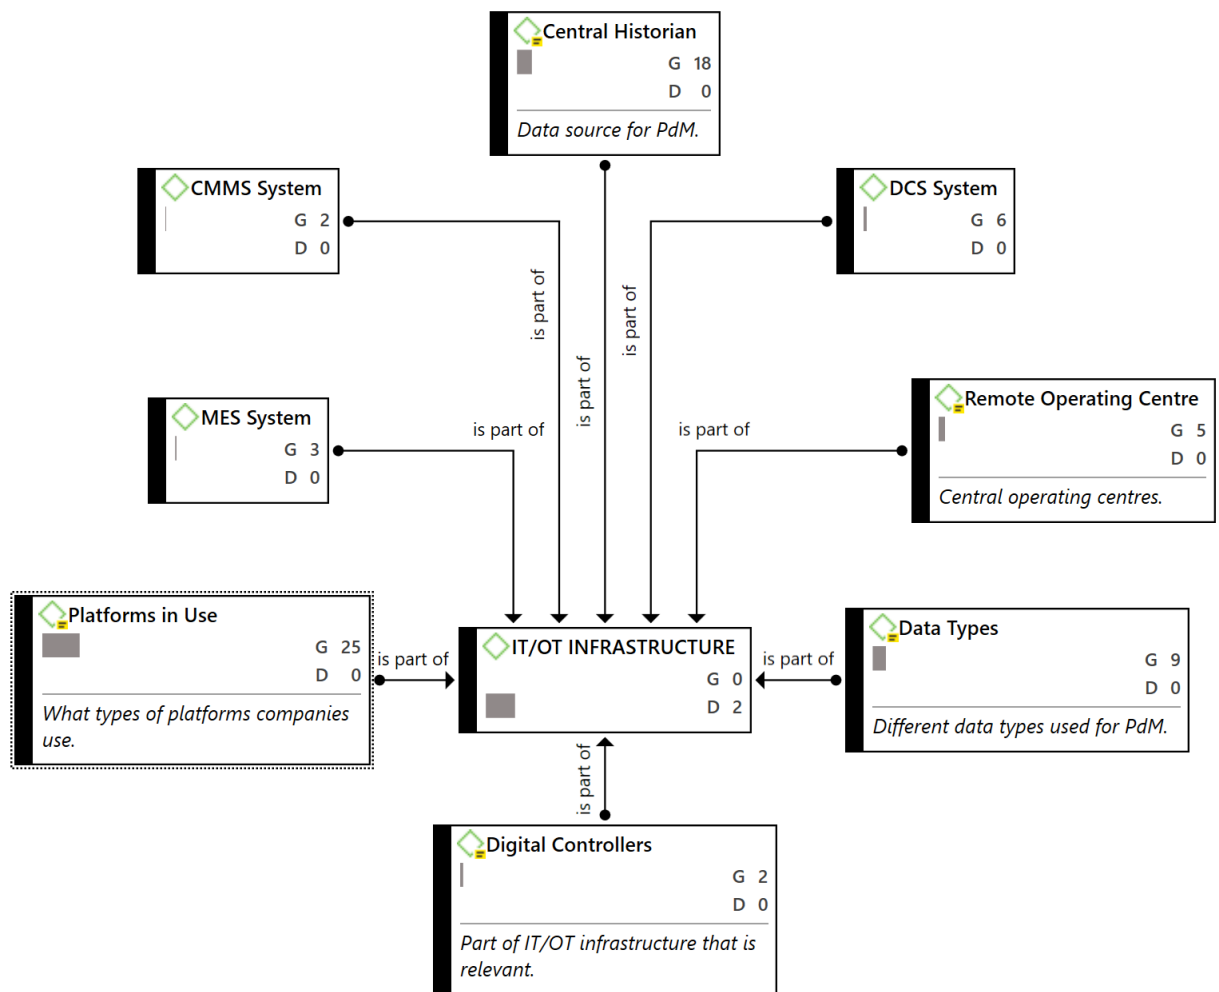 Central Historian
G 18
D 0
Data source for PdM.
CMMS System
G 2
D 0
DCS System
G 6
D 0
is part of
is part of
is part of
MES System
G 3
D 0
is part of
is part of
Remote Operating Centre
G 5
D 0
Central operating centres.
Platforms in Use
G 25
D 0
What types of platforms companies
use.
is part of
IT/OT INFRASTRUCTURE
G 0
D 2
is part of
Data Types
G 9
D 0
Different data types used for PdM.
is part of
Digital Controllers
G 2
D 0
Part of IT/OT infrastructure that is
relevant.